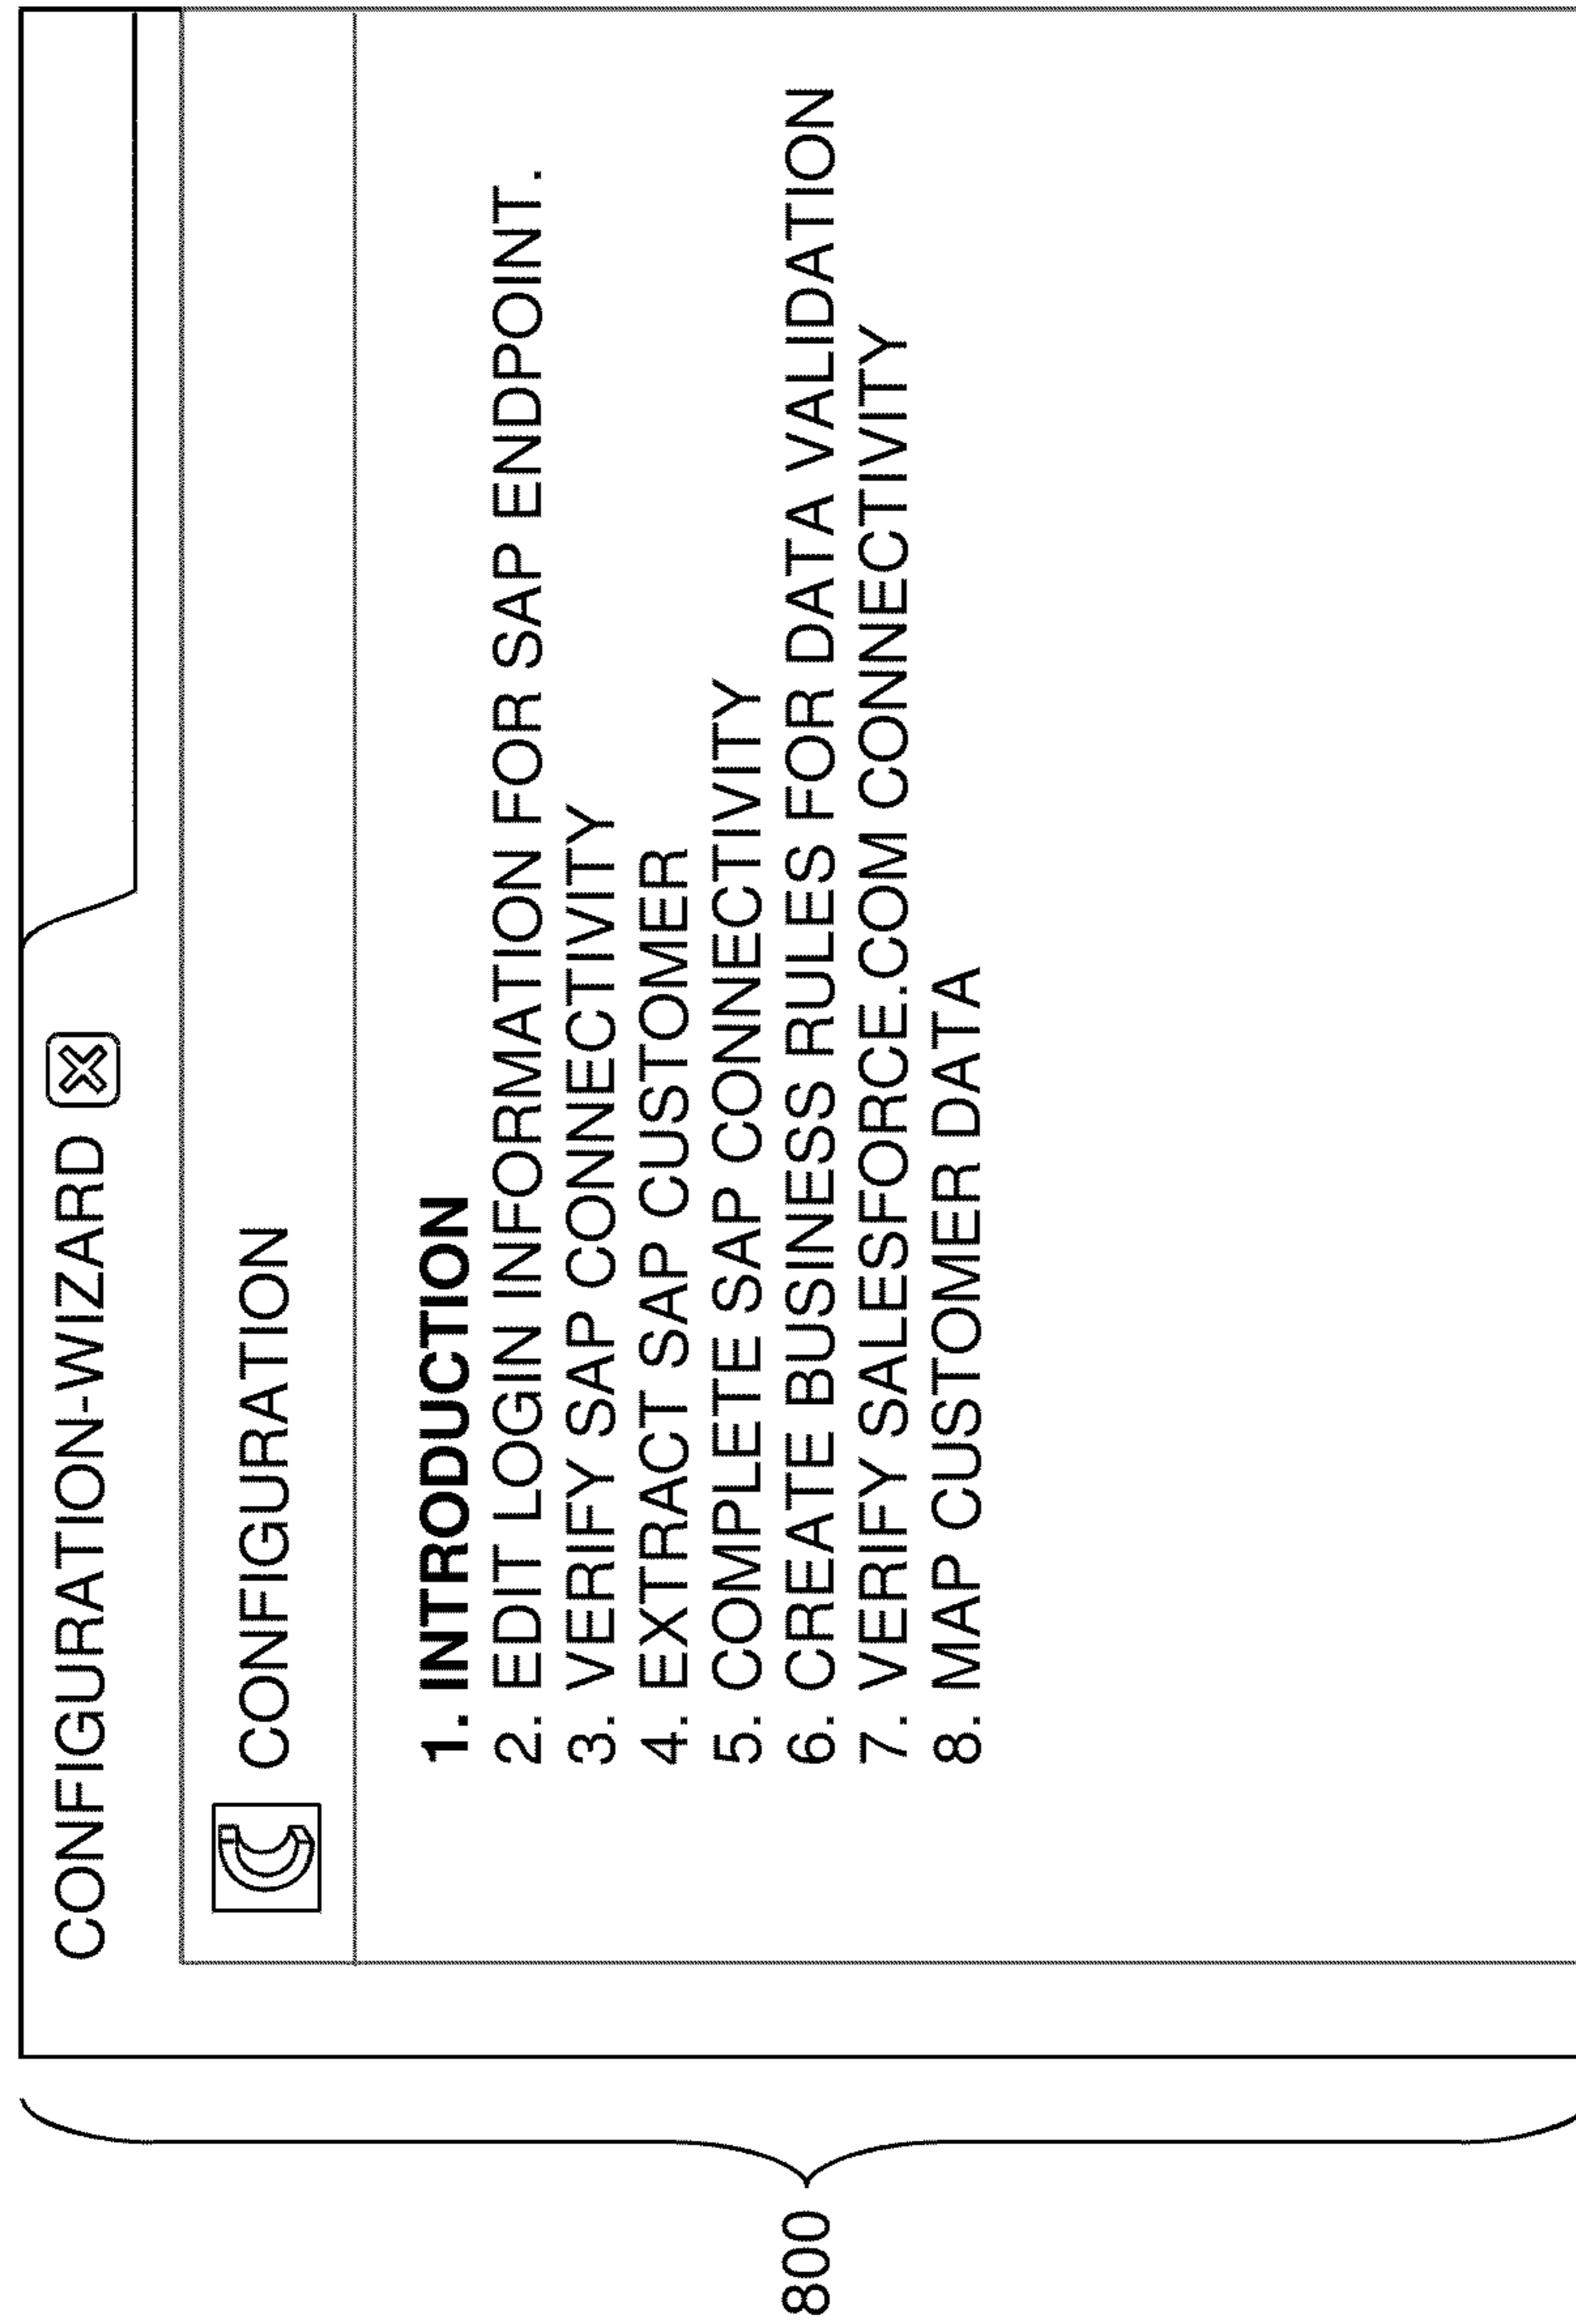 CONFIGURATION-WIZARD
CONFIGURATION
1. INTRODUCTION
2. EDIT LOGIN INFORMATION FOR SAP ENDPOINT.
3. VERIFY SAP CONNECTIVITY
4. EXTRACT SAP CUSTOMER
5. COMPLETE SAP CONNECTIVITY
6. CREATE BUSINESS RULES FOR DATA VALIDATION
7. VERIFY SALESFORCE.COM CONNECTIVITY
8. MAP CUSTOMER DATA
800